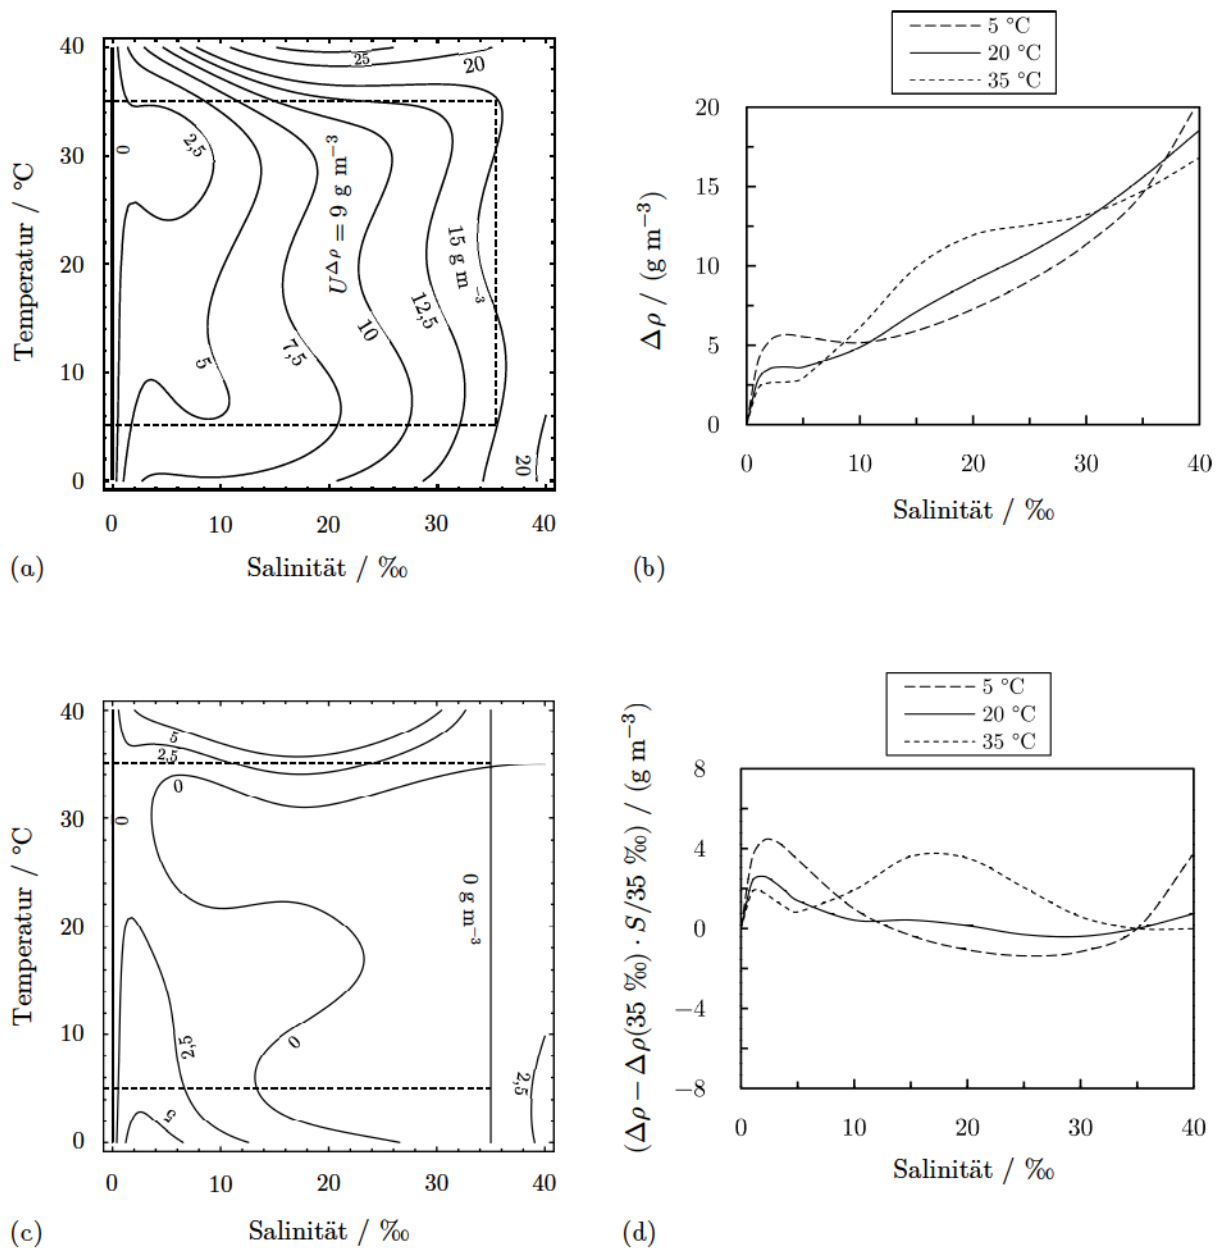 40
30
20
10
0
Temperatur / °C
0
2,5
5
7,5
10
12,5
15 g m⁻³
20
25
20
U^Δρ = 9 g m⁻³
0 10 20 30 40
Salinität / ‰
(a)
5 °C
20 °C
35 °C
20
15
10
5
0
Δρ / (g m⁻³)
0 10 20 30 40
Salinität / ‰
(b)
40
30
20
10
0
Temperatur / °C
5
2,5
0
0
0 g m⁻³
2,5
0
5
2,5
0 10 20 30 40
Salinität / ‰
(c)
5 °C
20 °C
35 °C
8
4
0
−4
−8
(Δρ − Δρ(35 ‰) · S/35 ‰) / (g m⁻³)
0 10 20 30 40
Salinität / ‰
(d)